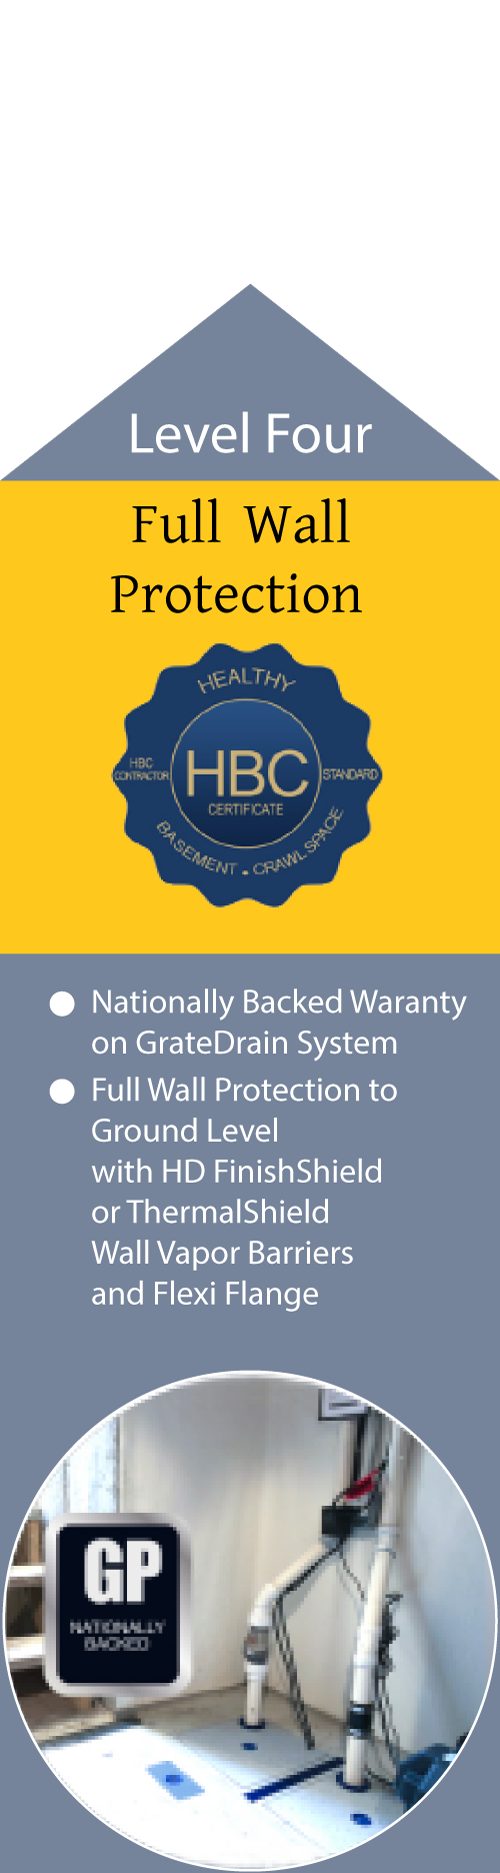 Level Four
Full Wall
Protection
HEALTHY
HBC
CONTRACTOR
HBC
CERTIFICATE
STANDARD
BASEMENT • CRAWL SPACE
● Nationally Backed Waranty
on GrateDrain System
● Full Wall Protection to
Ground Level
with HD FinishShield
or ThermalShield
Wall Vapor Barriers
and Flexi Flange
GP
NATIONALLY
BACKED